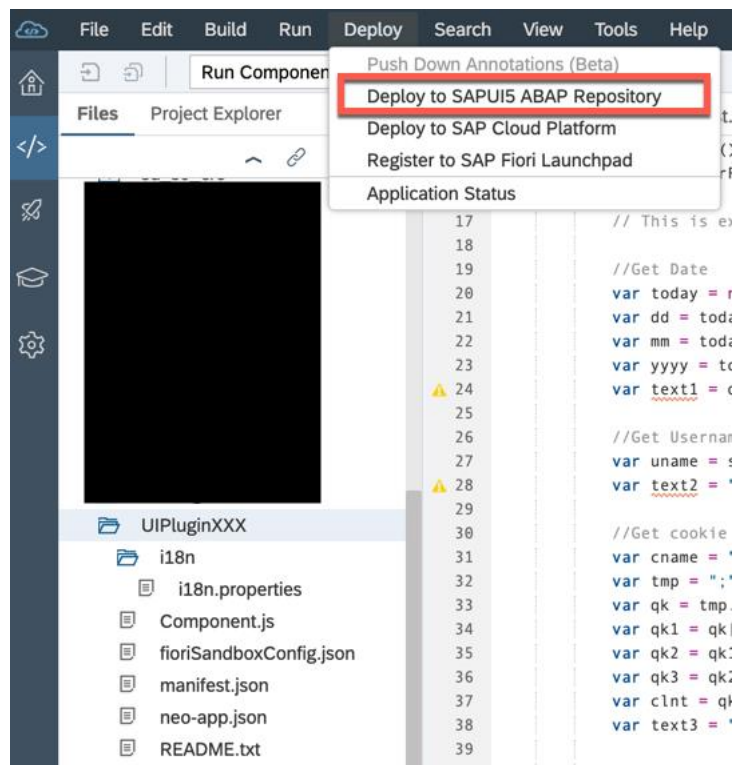 File Edit Build Run Deploy Search View Tools Help
Run Componen
Push Down Annotations (Beta)
Deploy to SAPUI5 ABAP Repository
Deploy to SAP Cloud Platform
Register to SAP Fiori Launchpad
Application Status
Files Project Explorer
</>
UIPluginXXX
i18n
i18n.properties
Component.js
fioriSandboxConfig.json
manifest.json
neo-app.json
README.txt
17 // This is ex
18
19 //Get Date
20 var today = n
21 var dd = toda
22 var mm = toda
23 var yyyy = to
24 var text1 = d
25
26 //Get Usernam
27 var uname = s
28 var text2 = "
29
30 //Get cookie
31 var cname = "
32 var tmp = ";"
33 var qk = tmp.
34 var qk1 = qk[
35 var qk2 = qk1
36 var qk3 = qk2
37 var clnt = qk
38 var text3 = "
39